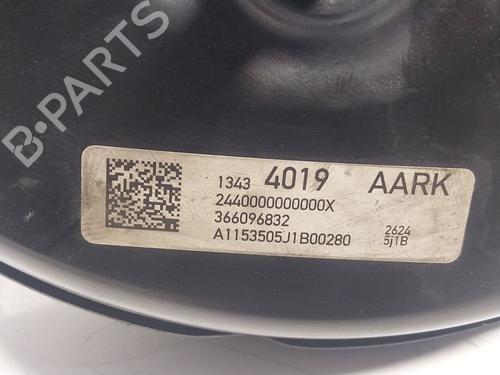 B-PARTS
1343 4019 AARK
2440000000000X
366096832
A1153505J1B00280
2624
5j1B